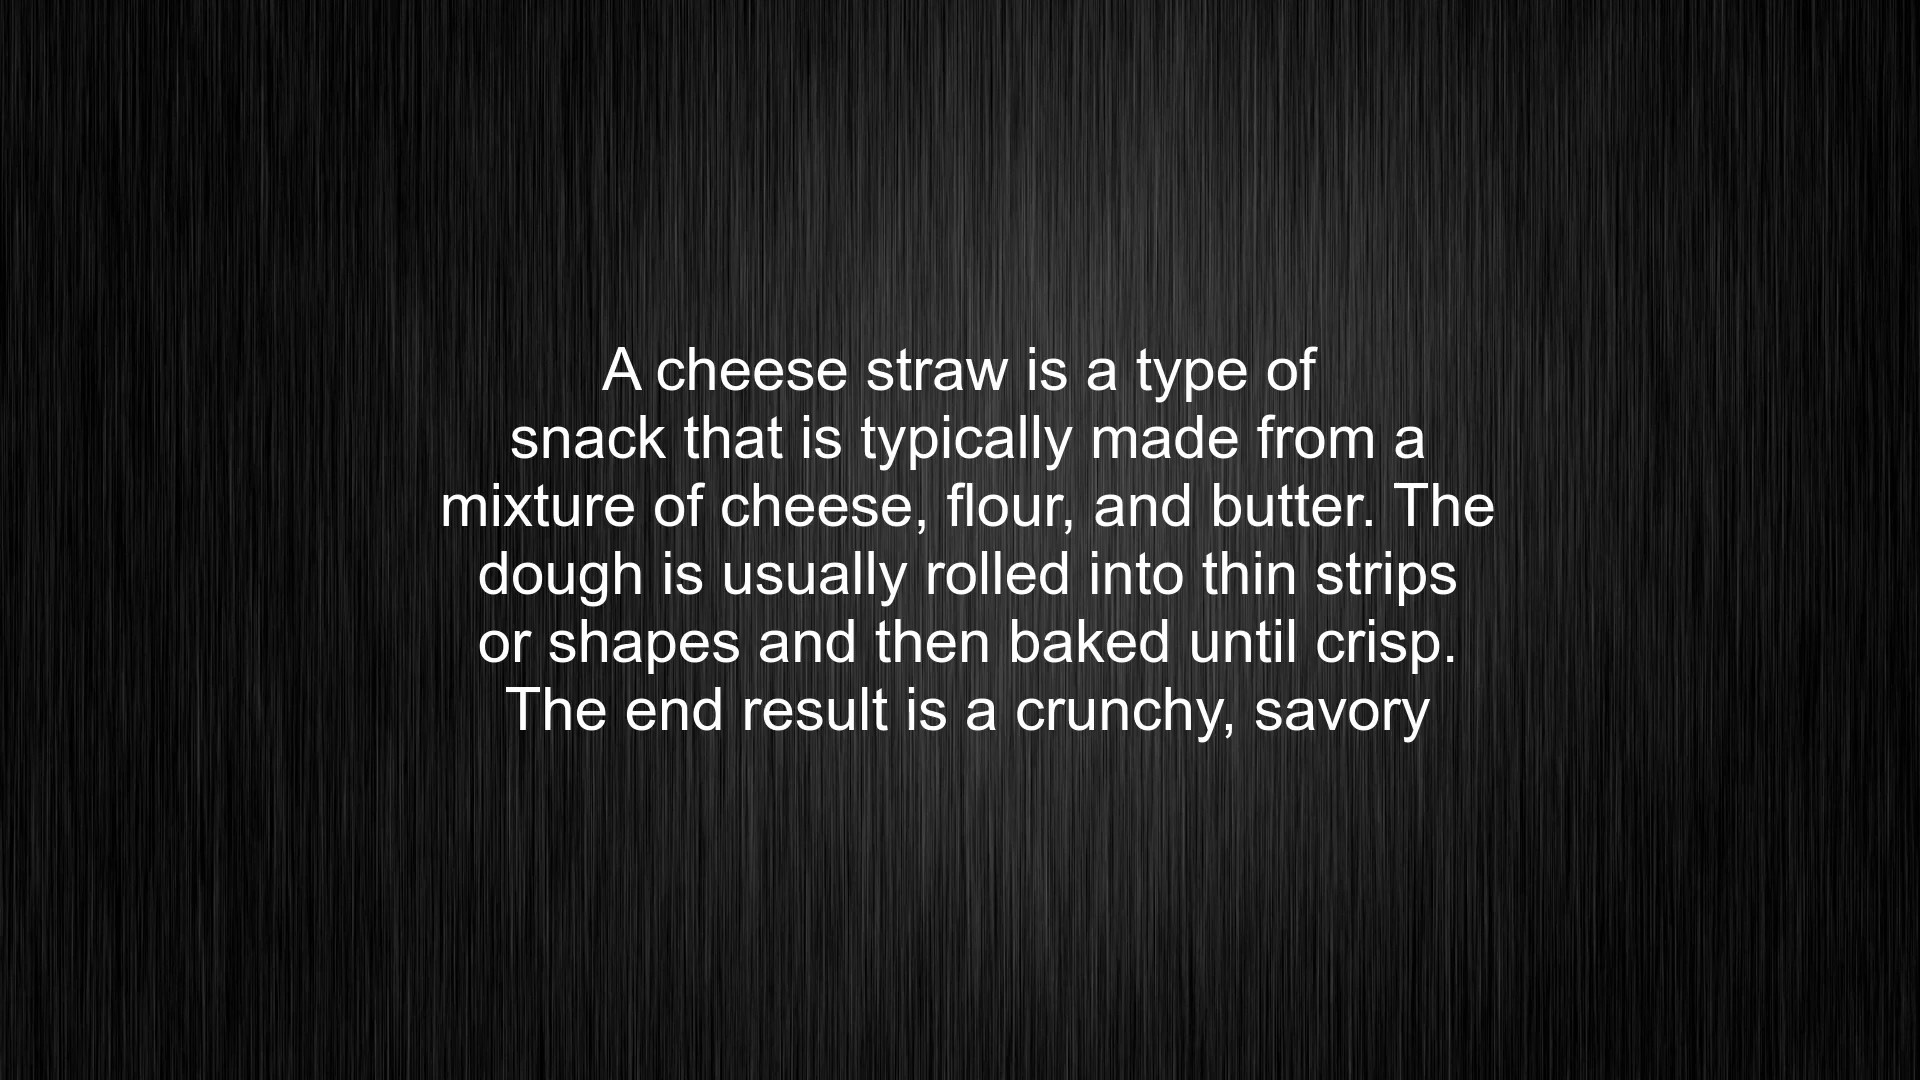 A cheese straw is a type of
snack that is typically made from a
mixture of cheese, flour, and butter. The
dough is usually rolled into thin strips
or shapes and then baked until crisp.
The end result is a crunchy, savory